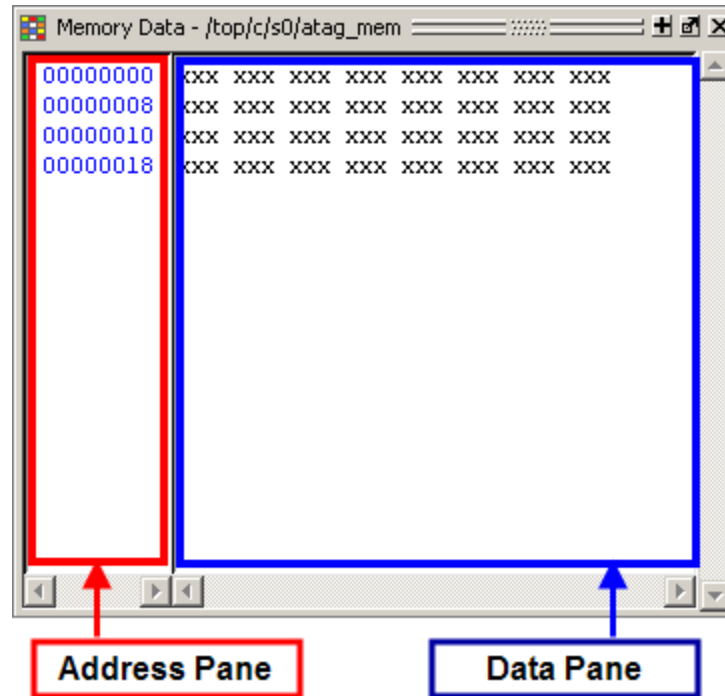 Memory Data - /top/c/s0/atag_mem
00000000 xxx xxx xxx xxx xxx xxx xxx xxx
00000008 xxx xxx xxx xxx xxx xxx xxx xxx
00000010 xxx xxx xxx xxx xxx xxx xxx xxx
00000018 xxx xxx xxx xxx xxx xxx xxx xxx
Address Pane Data Pane